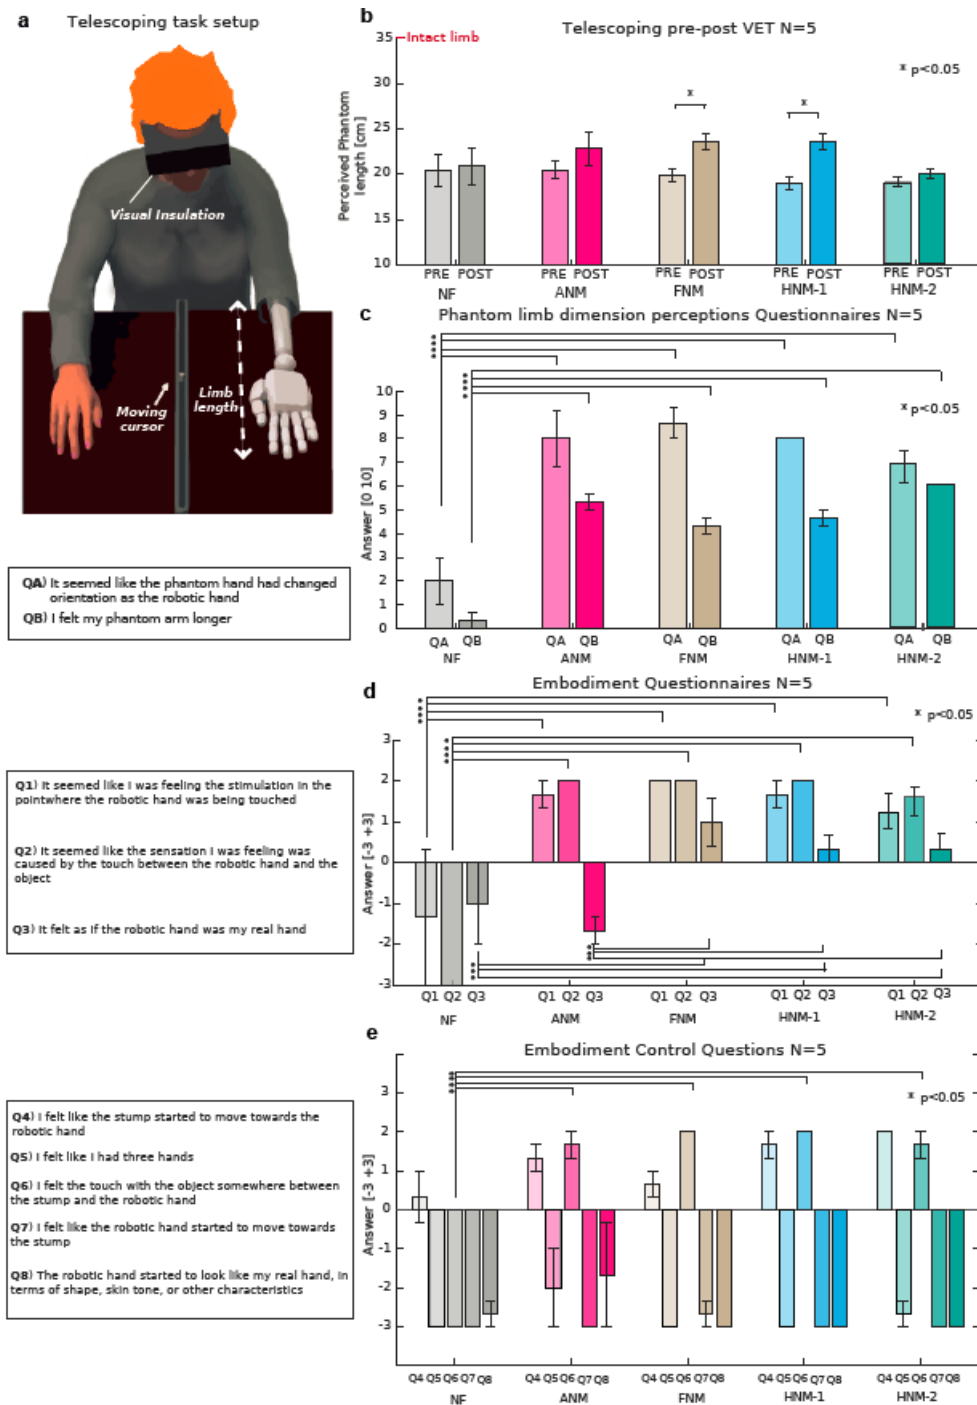 a
Telescoping task setup
Visual Insulation
Moving
cursor
Limb
length
QA) It seemed like the phantom hand had changed
orientation as the robotic hand
QB) I felt my phantom arm longer
Q1) It seemed like I was feeling the stimulation in the
pointwhere the robotic hand was being touched
Q2) It seemed like the sensation I was feeling was
caused by the touch between the robotic hand and the
object
Q3) It felt as if the robotic hand was my real hand
Q4) I felt like the stump started to move towards the
robotic hand
Q5) I felt like I had three hands
Q6) I felt the touch with the object somewhere between
the stump and the robotic hand
Q7) I felt like the robotic hand started to move towards
the stump
Q8) The robotic hand started to look like my real hand, in
terms of shape, skin tone, or other characteristics
b
Telescoping pre-post VET N=5
Intact limb
* p<0.05
Perceived Phantom
length [cm]
35
30
25
20
15
10
* *
PRE POST PRE POST PRE POST PRE POST PRE POST
NF ANM FNM HNM-1 HNM-2
c
Phantom limb dimension perceptions Questionnaires N=5
* p<0.05
Answer [0 10]
10
9
8
7
6
5
4
3
2
1
0
QA QB QA QB QA QB QA QB QA QB
NF ANM FNM HNM-1 HNM-2
d
Embodiment Questionnaires N=5
* p<0.05
Answer [-3 +3]
3
2
1
0
-1
-2
-3
Q1 Q2 Q3 Q1 Q2 Q3 Q1 Q2 Q3 Q1 Q2 Q3 Q1 Q2 Q3
NF ANM FNM HNM-1 HNM-2
e
Embodiment Control Questions N=5
* p<0.05
Answer [-3 +3]
3
2
1
0
-1
-2
-3
Q4 Q5 Q6 Q7 Q8 Q4 Q5 Q6 Q7 Q8 Q4 Q5 Q6 Q7 Q8 Q4 Q5 Q6 Q7 Q8 Q4 Q5 Q6 Q7 Q8
NF ANM FNM HNM-1 HNM-2